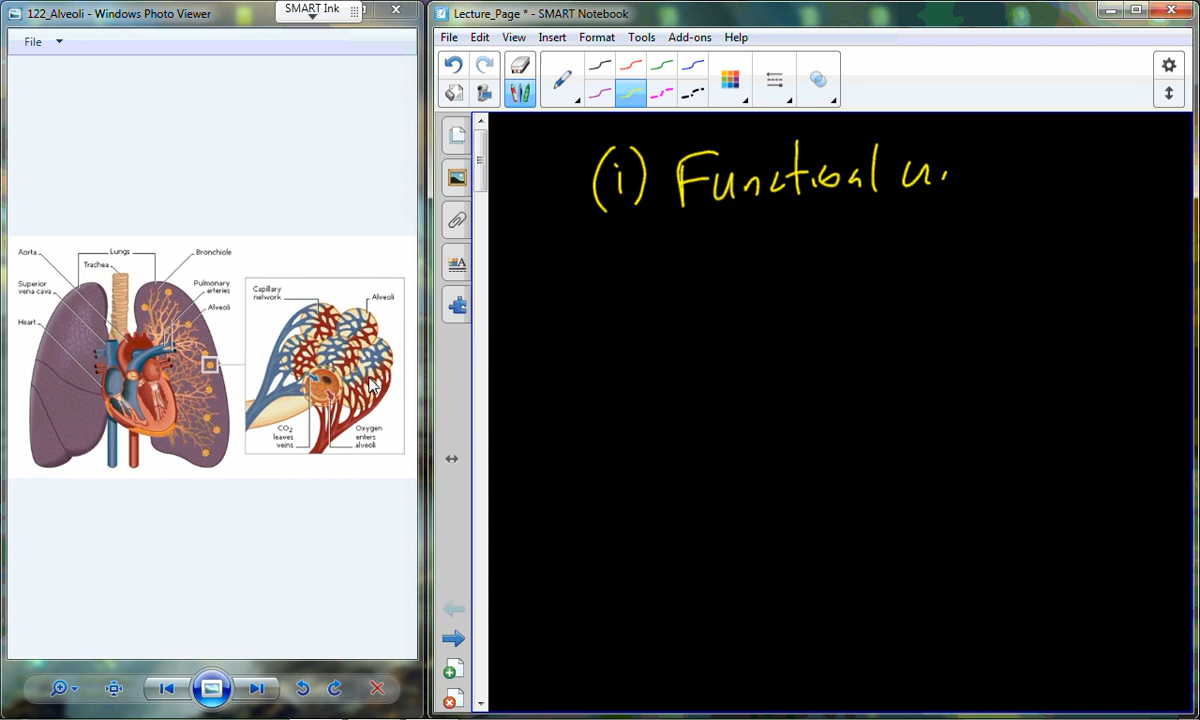 122_Alveoli - Windows Photo Viewer
SMART Ink
File
Aorta
Lungs
Bronchiole
Trachea
Superior
vena cava
Pulmonary
arteries
Alveoli
Heart
Capillary
network
Alveoli
CO2
leaves
veins
Oxygen
enters
alveoli
Lecture_Page * - SMART Notebook
File Edit View Insert Format Tools Add-ons Help
(i) Functional u.